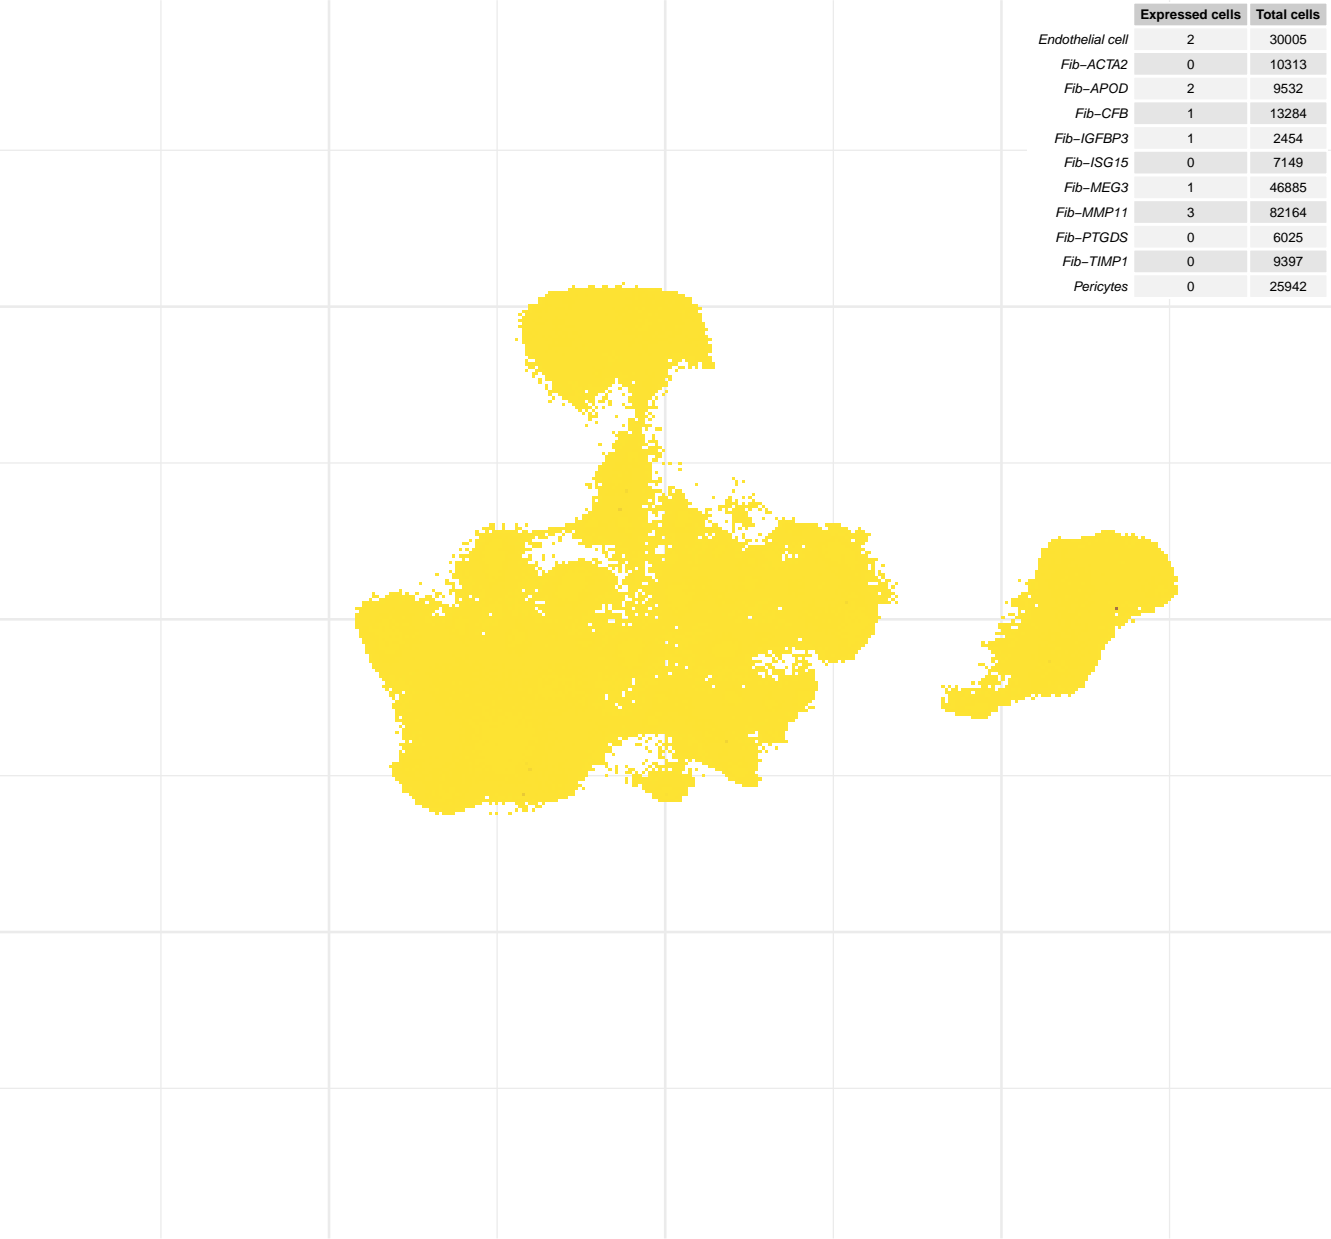 Expressed cells Total cells
Endothelial cell 2 30005
Fib−ACTA2 0 10313
Fib−APOD 2 9532
Fib−CFB 1 13284
Fib−IGFBP3 1 2454
Fib−ISG15 0 7149
Fib−MEG3 1 46885
Fib−MMP11 3 82164
Fib−PTGDS 0 6025
Fib−TIMP1 0 9397
Pericytes 0 25942